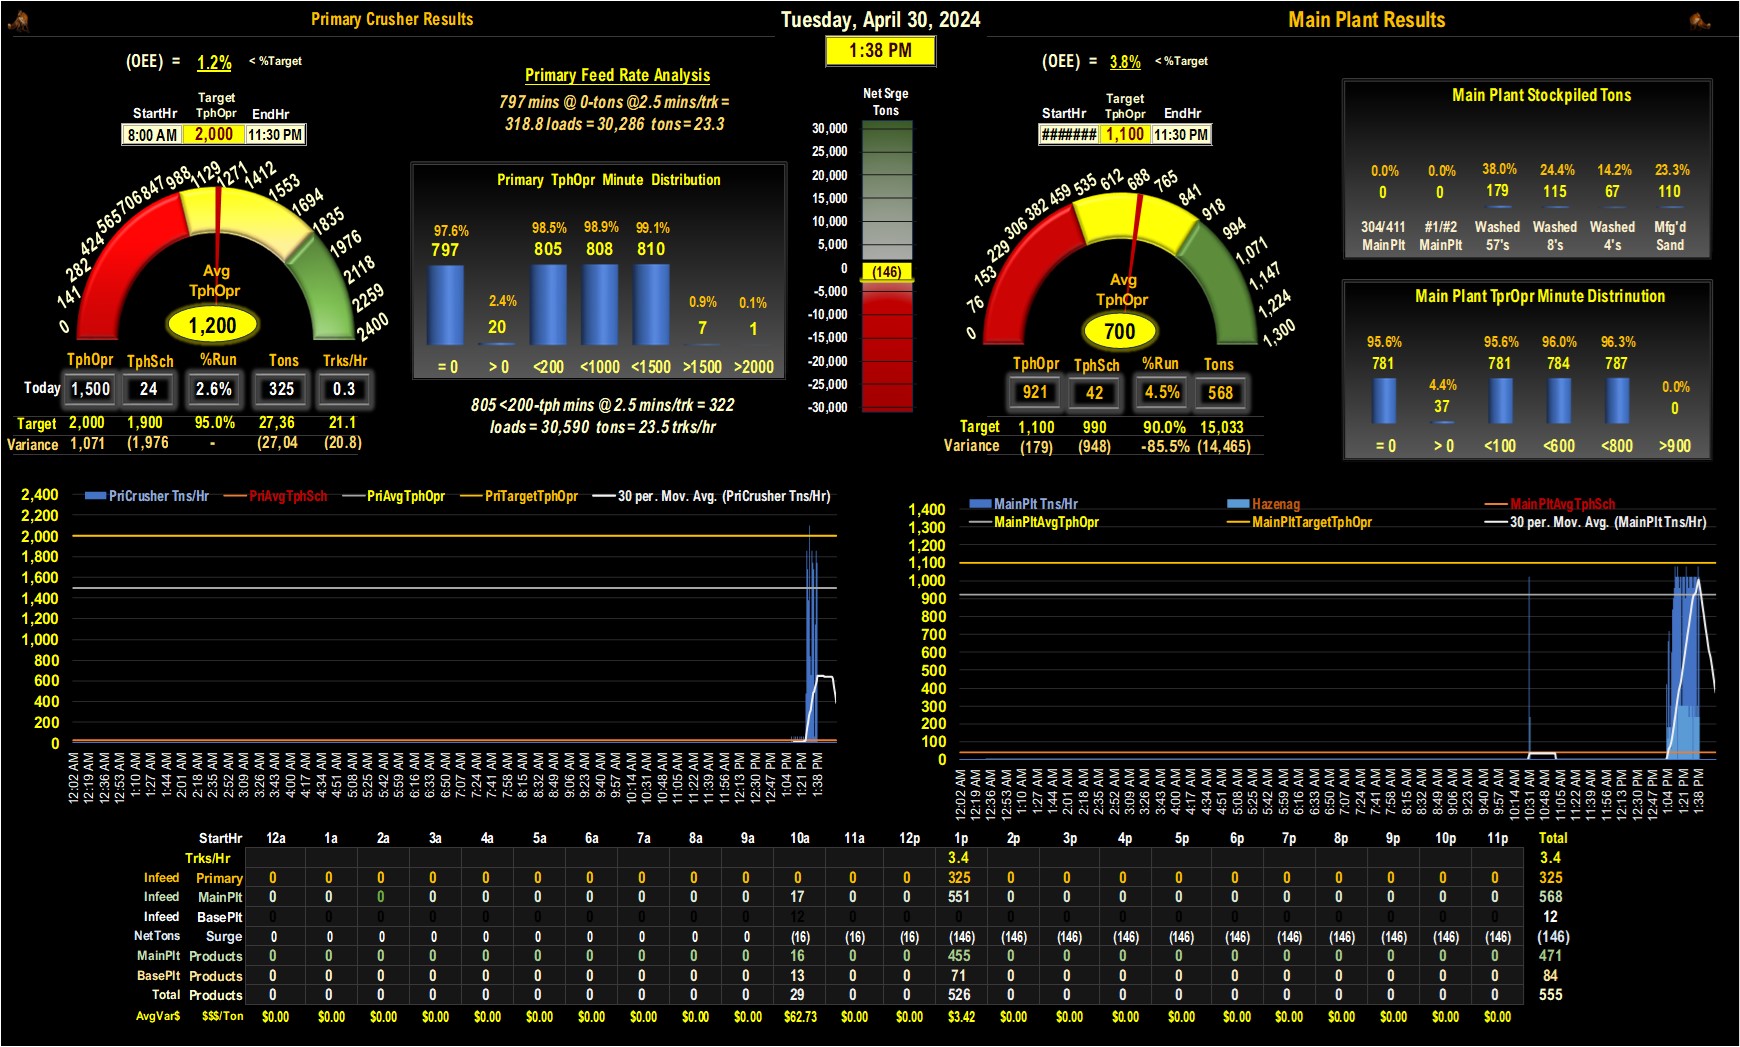 Primary Crusher Results
Tuesday, April 30, 2024
Main Plant Results
1:38 PM
(OEE) = 1.2% < %Target
Target
StartHr TphOpr EndHr
8:00 AM 2,000 11:30 PM
0 141 282 424 565 706 847 988 1129 1271 1412 1553 1694 1835 1976 2118 2259 2400
Avg
TphOpr
1,200
TphOpr TphSch %Run Tons Trks/Hr
Today 1,500 24 2.6% 325 0.3
Target 2,000 1,900 95.0% 27,36 21.1
Variance 1,071 (1,976 - (27,04 (20.8)
Primary Feed Rate Analysis
797 mins @ 0-tons @2.5 mins/trk =
318.8 loads = 30,286 tons = 23.3
Primary TphOpr Minute Distribution
97.6% 2.4% 98.5% 98.9% 99.1% 0.9% 0.1%
797 20 805 808 810 7 1
= 0 > 0 <200 <1000 <1500 >1500 >2000
805 <200-tph mins @ 2.5 mins/trk = 322
loads = 30,590 tons = 23.5 trks/hr
Net Srge
Tons
30,000
25,000
20,000
15,000
10,000
5,000
0
(146)
-5,000
-10,000
-15,000
-20,000
-25,000
-30,000
(OEE) = 3.8% < %Target
Target
StartHr TphOpr EndHr
####### 1,100 11:30 PM
0 76 153 229 306 382 459 535 612 688 765 841 918 994 1,071 1,147 1,224 1,300
Avg
TphOpr
700
TphOpr TphSch %Run Tons
921 42 4.5% 568
Target 1,100 990 90.0% 15,033
Variance (179) (948) -85.5% (14,465)
Main Plant Stockpiled Tons
0.0% 0.0% 38.0% 24.4% 14.2% 23.3%
0 0 179 115 67 110
304/411 #1/#2 Washed Washed Washed Mfg'd
MainPlt MainPlt 57's 8's 4's Sand
Main Plant TprOpr Minute Distrinution
95.6% 4.4% 95.6% 96.0% 96.3% 0.0%
781 37 781 784 787 0
= 0 > 0 <100 <600 <800 >900
PriCrusher Tns/Hr PriAvgTphSch PriAvgTphOpr PriTargetTphOpr 30 per. Mov. Avg. (PriCrusher Tns/Hr)
2,400
2,200
2,000
1,800
1,600
1,400
1,200
1,000
800
600
400
200
0
12:02 AM 12:19 AM 12:36 AM 12:53 AM 1:10 AM 1:27 AM 1:44 AM 2:01 AM 2:18 AM 2:35 AM 2:52 AM 3:09 AM 3:26 AM 3:43 AM 4:00 AM 4:17 AM 4:34 AM 4:51 AM 5:08 AM 5:25 AM 5:42 AM 5:59 AM 6:16 AM 6:33 AM 6:50 AM 7:07 AM 7:24 AM 7:41 AM 7:58 AM 8:15 AM 8:32 AM 8:49 AM 9:06 AM 9:23 AM 9:40 AM 9:57 AM 10:14 AM 10:31 AM 10:48 AM 11:05 AM 11:22 AM 11:39 AM 11:56 AM 12:13 PM 12:30 PM 12:47 PM 1:04 PM 1:21 PM 1:38 PM
MainPlt Tns/Hr Hazenag MainPltAvgTphSch
MainPltAvgTphOpr MainPltTargetTphOpr 30 per. Mov. Avg. (MainPlt Tns/Hr)
1,400
1,300
1,200
1,100
1,000
900
800
700
600
500
400
300
200
100
0
12:02 AM 12:19 AM 12:36 AM 12:53 AM 1:10 AM 1:27 AM 1:44 AM 2:01 AM 2:18 AM 2:35 AM 2:52 AM 3:09 AM 3:26 AM 3:43 AM 4:00 AM 4:17 AM 4:34 AM 4:51 AM 5:08 AM 5:25 AM 5:42 AM 5:59 AM 6:16 AM 6:33 AM 6:50 AM 7:07 AM 7:24 AM 7:41 AM 7:58 AM 8:15 AM 8:32 AM 8:49 AM 9:06 AM 9:23 AM 9:40 AM 9:57 AM 10:14 AM 10:31 AM 10:48 AM 11:05 AM 11:22 AM 11:39 AM 11:56 AM 12:13 PM 12:30 PM 12:47 PM 1:04 PM 1:21 PM 1:38 PM
StartHr 12a 1a 2a 3a 4a 5a 6a 7a 8a 9a 10a 11a 12p 1p 2p 3p 4p 5p 6p 7p 8p 9p 10p 11p Total
Trks/Hr 3.4 3.4
Infeed Primary 0 0 0 0 0 0 0 0 0 0 0 0 0 325 0 0 0 0 0 0 0 0 0 0 325
Infeed MainPlt 0 0 0 0 0 0 0 0 0 0 17 0 0 551 0 0 0 0 0 0 0 0 0 0 568
Infeed BasePlt 0 0 0 0 0 0 0 0 0 0 12 0 0 0 0 0 0 0 0 0 0 0 0 0 12
NetTons Surge 0 0 0 0 0 0 0 0 0 0 (16) (16) (16) (146) (146) (146) (146) (146) (146) (146) (146) (146) (146) (146) (146)
MainPlt Products 0 0 0 0 0 0 0 0 0 0 16 0 0 455 0 0 0 0 0 0 0 0 0 0 471
BasePlt Products 0 0 0 0 0 0 0 0 0 0 13 0 0 71 0 0 0 0 0 0 0 0 0 0 84
Total Products 0 0 0 0 0 0 0 0 0 0 29 0 0 526 0 0 0 0 0 0 0 0 0 0 555
AvgVar$ $$$/Ton $0.00 $0.00 $0.00 $0.00 $0.00 $0.00 $0.00 $0.00 $0.00 $0.00 $62.73 $0.00 $0.00 $3.42 $0.00 $0.00 $0.00 $0.00 $0.00 $0.00 $0.00 $0.00 $0.00 $0.00